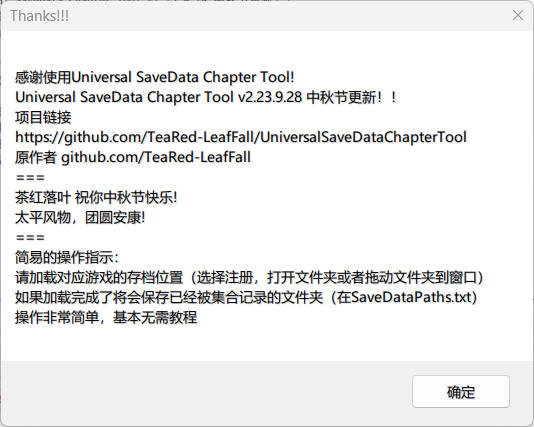 Thanks!!!
感谢使用Universal SaveData Chapter Tool!
Universal SaveData Chapter Tool v2.23.9.28 中秋节更新！！
项目链接
https://github.com/TeaRed-LeafFall/UniversalSaveDataChapterTool
原作者 github.com/TeaRed-LeafFall
===
茶红落叶 祝你中秋节快乐!
太平风物，团圆安康!
===
简易的操作指示：
请加载对应游戏的存档位置（选择注册，打开文件夹或者拖动文件夹到窗口）
如果加载完成了将会保存已经被集合记录的文件夹（在SaveDataPaths.txt）
操作非常简单，基本无需教程
确定